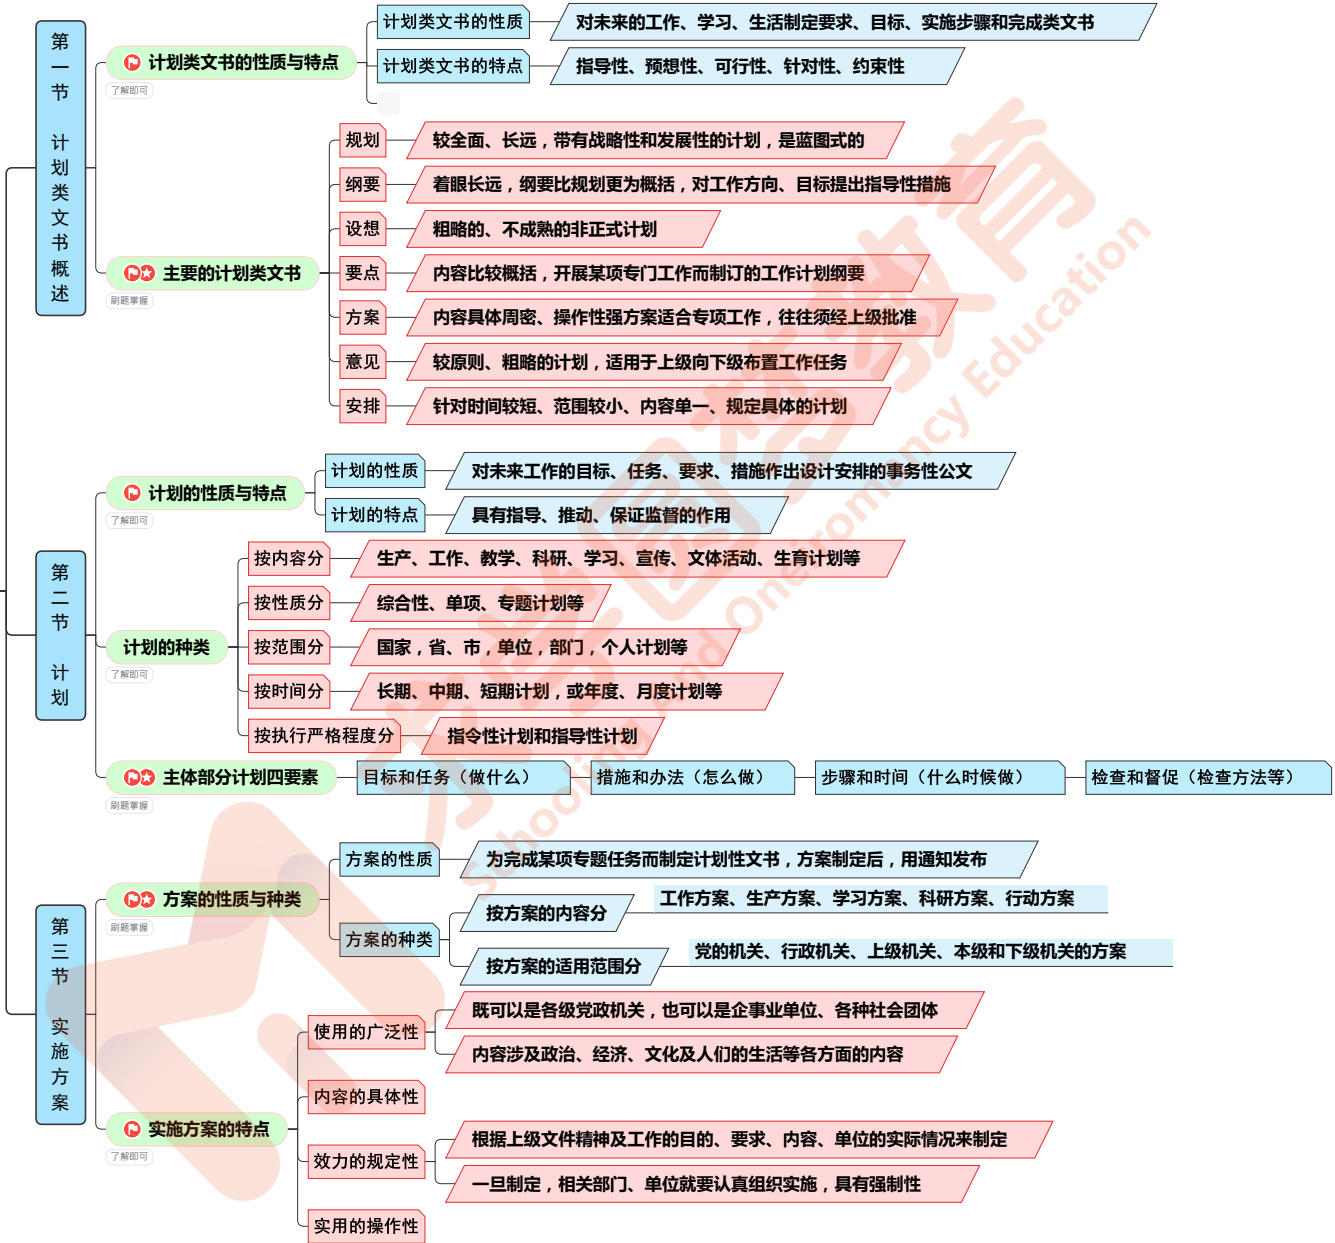 第一节 计划类文书概述
计划类文书的性质与特点
了解即可
计划类文书的性质
对未来的工作、学习、生活制定要求、目标、实施步骤和完成类文书
计划类文书的特点
指导性、预想性、可行性、针对性、约束性
主要的计划类文书
刷题掌握
规划
较全面、长远，带有战略性和发展性的计划，是蓝图式的
纲要
着眼长远，纲要比规划更为概括，对工作方向、目标提出指导性措施
设想
粗略的、不成熟的非正式计划
要点
内容比较概括，开展某项专门工作而制订的工作计划纲要
方案
内容具体周密、操作性强方案适合专项工作，往往须经上级批准
意见
较原则、粗略的计划，适用于上级向下级布置工作任务
安排
针对时间较短、范围较小、内容单一、规定具体的计划
第二节 计划
计划的性质与特点
了解即可
计划的性质
对未来工作的目标、任务、要求、措施作出设计安排的事务性公文
计划的特点
具有指导、推动、保证监督的作用
计划的种类
了解即可
按内容分
生产、工作、教学、科研、学习、宣传、文体活动、生育计划等
按性质分
综合性、单项、专题计划等
按范围分
国家，省、市，单位，部门，个人计划等
按时间分
长期、中期、短期计划，或年度、月度计划等
按执行严格程度分
指令性计划和指导性计划
主体部分计划四要素
刷题掌握
目标和任务（做什么）
措施和办法（怎么做）
步骤和时间（什么时候做）
检查和督促（检查方法等）
第三节 实施方案
方案的性质与种类
刷题掌握
方案的性质
为完成某项专题任务而制定计划性文书，方案制定后，用通知发布
方案的种类
按方案的内容分
工作方案、生产方案、学习方案、科研方案、行动方案
按方案的适用范围分
党的机关、行政机关、上级机关、本级和下级机关的方案
实施方案的特点
了解即可
使用的广泛性
既可以是各级党政机关，也可以是企事业单位、各种社会团体
内容涉及政治、经济、文化及人们的生活等各方面的内容
内容的具体性
效力的规定性
根据上级文件精神及工作的目的、要求、内容、单位的实际情况来制定
一旦制定，相关部门、单位就要认真组织实施，具有强制性
实用的操作性
求学圆梦教育
Schooling And Oneiromancy Education